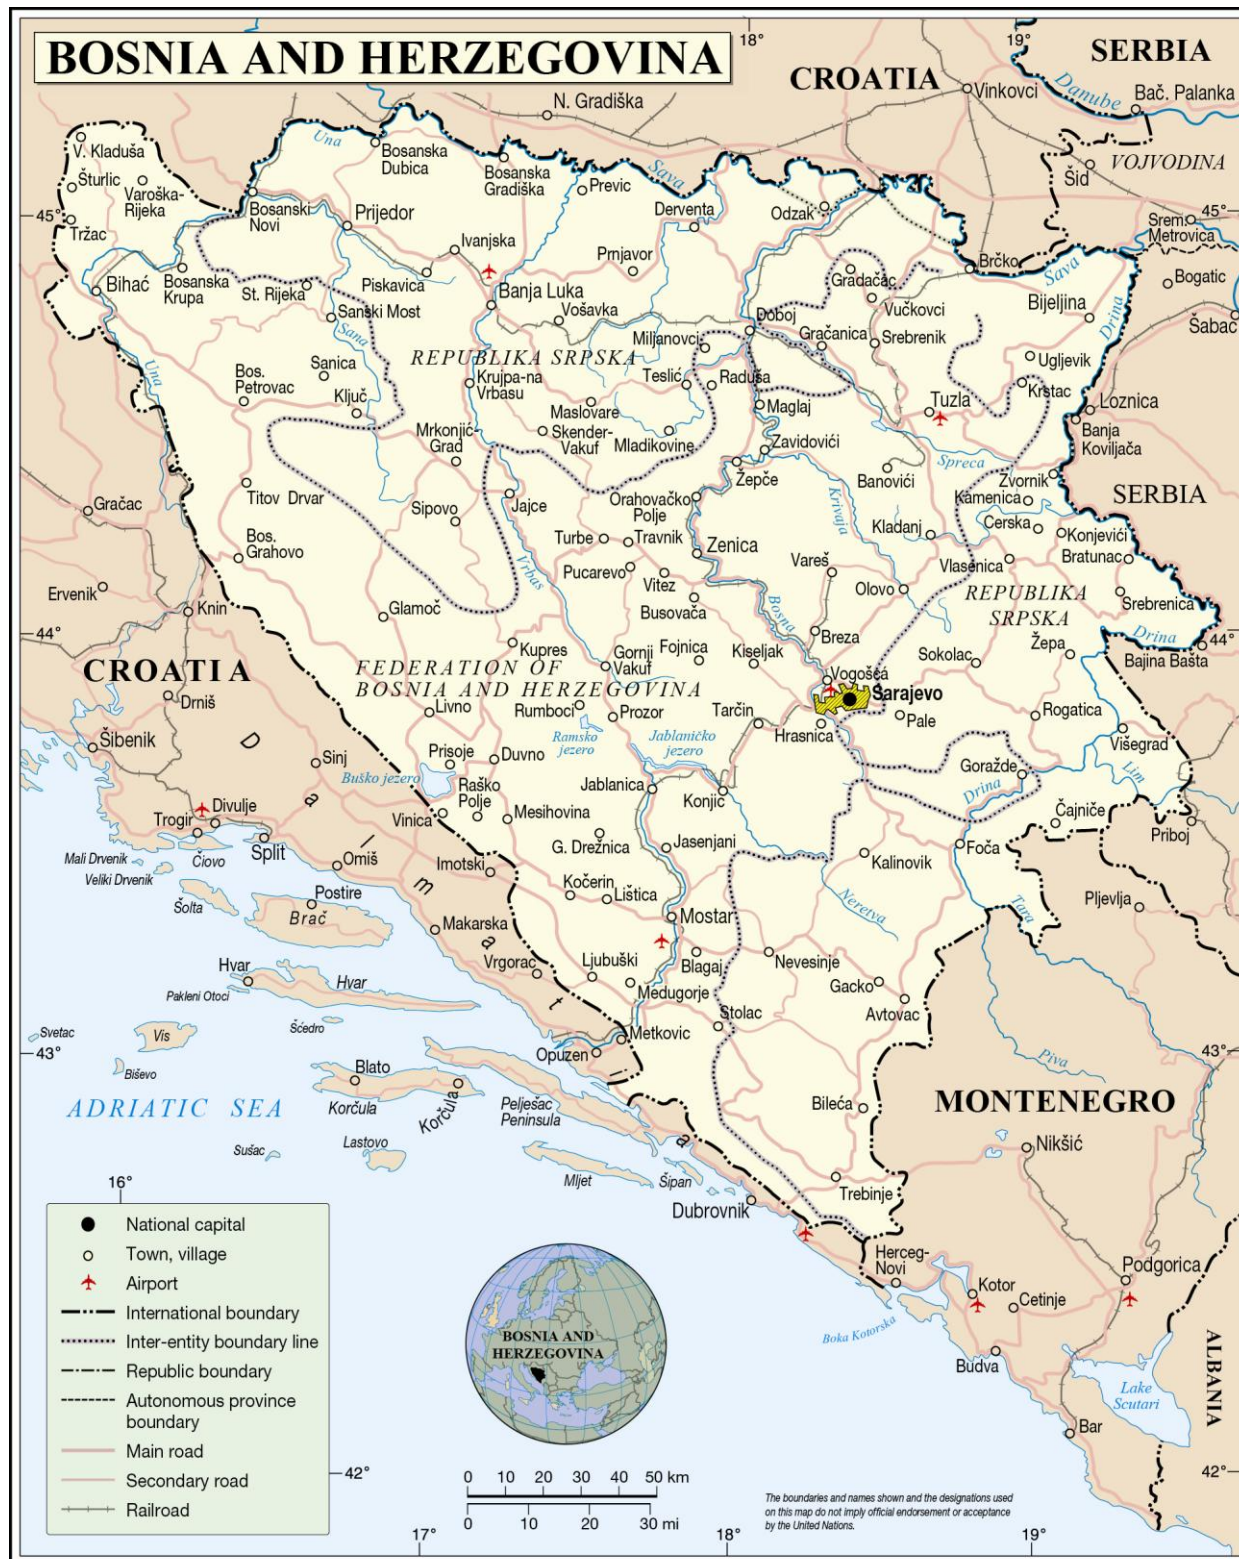 BOSNIA AND HERZEGOVINA
18°
19°
SERBIA
CROATIA
Danube
Vinkovci
Bač. Palanka
N. Gradiška
V. Kladuša
Una
Bosanska
Dubica
Bosanska
Gradiška
Sava
Previc
Šid
VOJVODINA
Šturlic
Varoška-
Rijeka
Tržac
45°
Bosanski
Novi
Prijedor
Ivanjska
Derventa
Odzak
45°
Srem.
Metrovica
Prnjavor
Bihać
Bosanska
Krupa
St. Rijeka
Piskavica
Banja Luka
Vošavka
Gradačac
Brčko
Sava
Drina
Bogatic
Sanski Most
Sana
Doboj
Vučkovci
Bijeljina
Šabac
Miljanovci
Gračanica
Srebrenik
REPUBLIKA SRPSKA
Una
Bos.
Petrovac
Sanica
Ključ
Krujpa-na
Vrbasu
Teslić
Raduša
Ugljevik
Krstac
Maslovare
Maglaj
Tuzla
Loznica
Mrkonjić-
Grad
Skender-
Vakuf
Mladikovine
Zavidovići
Banja
Koviljača
Spreca
Žepče
Banovići
Zvornik
Kamenica
SERBIA
Gračac
Titov Drvar
Sipovo
Jajce
Orahovačko
Polje
Krivaja
Kladanj
Cerska
Konjevići
Bos.
Grahovo
Turbe
Travnik
Zenica
Vareš
Vlasenica
Bratunac
Ervenik
Vrbas
Pucarevo
Vitez
Busovača
Olovo
REPUBLIKA
SRPSKA
Srebrenica
Knin
Glamoč
Bosna
Breza
Drina
44°
44°
CROATIA
Kupres
Gornji
Vakuf
Fojnica
Kiseljak
Vogošća
Sokolac
Žepa
Bajina Bašta
FEDERATION OF
BOSNIA AND HERZEGOVINA
Sarajevo
Drniš
Livno
Rumboci
Prozor
Tarčin
Hrasnica
Pale
Rogatica
Šibenik
Ramsko
jezero
Jablaničko
jezero
Višegrad
Dalmatia
Sinj
Prisoje
Duvno
Goražde
Lim
Buško jezero
Raško
Polje
Jablanica
Konjic
Drina
Divulje
Trogir
Split
Vinica
Mesihovina
Čajniče
Priboj
Čiovo
Omiš
Imotski
G. Drežnica
Jasenjani
Kalinovik
Foča
Mali Drvenik
Veliki Drvenik
Šolta
Postire
Brač
Kočerin
Lištica
Neretva
Tara
Pljevlja
Mostar
Makarska
Hvar
Vrgorac
Ljubuški
Blagaj
Nevesinje
Pakleni Otoci
Hvar
Medugorje
Gacko
Avtovac
Svetac
Vis
Šćedro
Stolac
Metkovic
43°
43°
Opuzen
Biševo
Blato
Piva
ADRIATIC SEA
Korčula
Korčula
Pelješac
Peninsula
Bileća
MONTENEGRO
Sušac
Lastovo
Nikšić
16°
Mljet
Šipan
Trebinje
Dubrovnik
National capital
Town, village
Airport
International boundary
Inter-entity boundary line
Republic boundary
Autonomous province
boundary
Main road
Secondary road
Railroad
Herceg-
Novi
Kotor
Cetinje
Podgorica
Boka Kotorska
Budva
ALBANIA
BOSNIA AND
HERZEGOVINA
Lake
Scutari
Bar
42°
42°
0 10 20 30 40 50 km
0 10 20 30 mi
The boundaries and names shown and the designations used
on this map do not imply official endorsement or acceptance
by the United Nations.
17°
18°
19°